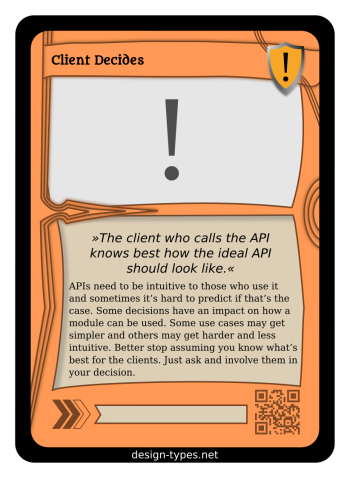 Client Decides
!
!
»The client who calls the API
knows best how the ideal API
should look like.«
APIs need to be intuitive to those who use it
and sometimes it's hard to predict if that's the
case. Some decisions have an impact on how a
module can be used. Some use cases may get
simpler and others may get harder and less
intuitive. Better stop assuming you know what's
best for the clients. Just ask and involve them in
your decision.
design-types.net